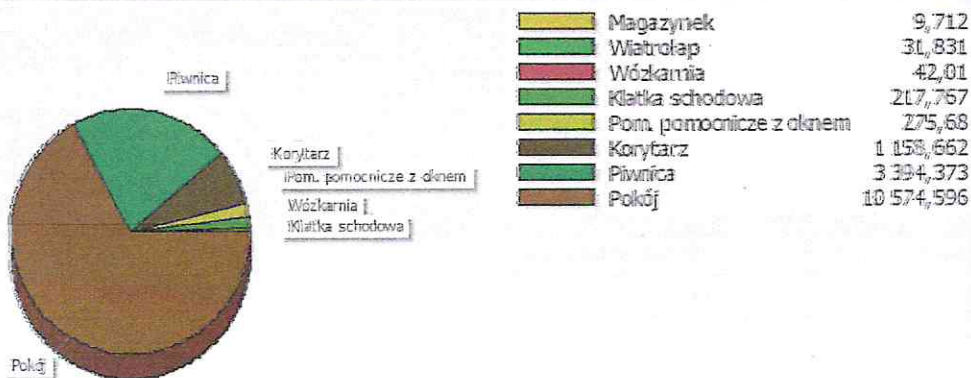 Magazynek 9,712
Wiatrołap 31,831
Wózkarnia 42,01
Klatka schodowa 217,767
Pom. pomocnicze z oknem 275,68
Korytarz 1 158,662
Piwnica 3 394,373
Pokój 10 574,596
Piwnica
Korytarz
Pom. pomocnicze z oknem
Wózkarnia
Klatka schodowa
Pokój